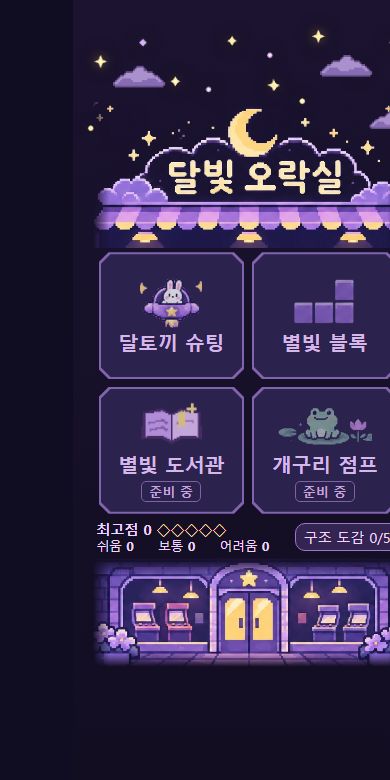 달빛 오락실
달토끼 슈팅
별빛 블록
별빛 도서관
준비 중
개구리 점프
준비 중
최고점 0 ◇◇◇◇◇
쉬움 0 보통 0 어려움 0
구조 도감 0/5